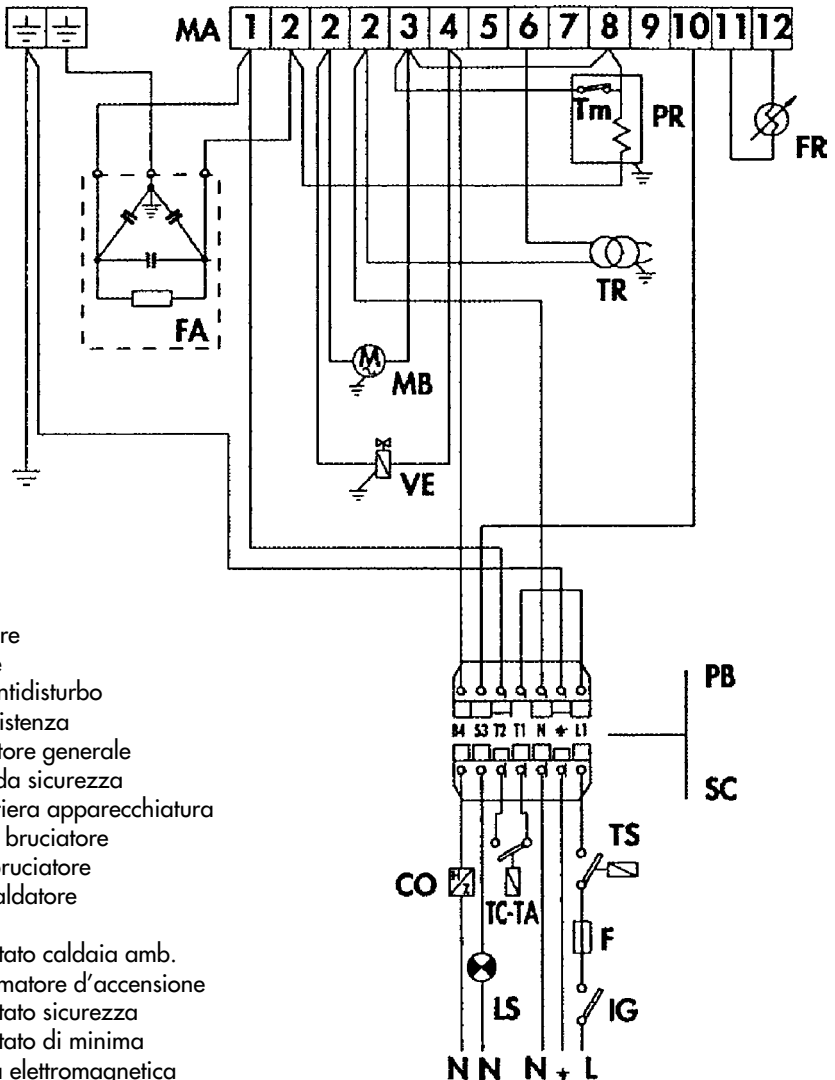 MA 1 2 2 2 3 4 5 6 7 8 9 10 11 12
Tm
PR
FR
TR
FA
M
MB
VE
ntidisturbo
istenza
tore generale
da sicurezza
iera apparecchiatura
bruciatore
bruciatore
aldatore
tato caldaia amb.
matore d'accensione
tato sicurezza
tato di minima
elettromagnetica
PB
B4 S3 T2 T1 N L1
SC
TS
CO
TC-TA
F
LS
IG
N N N L